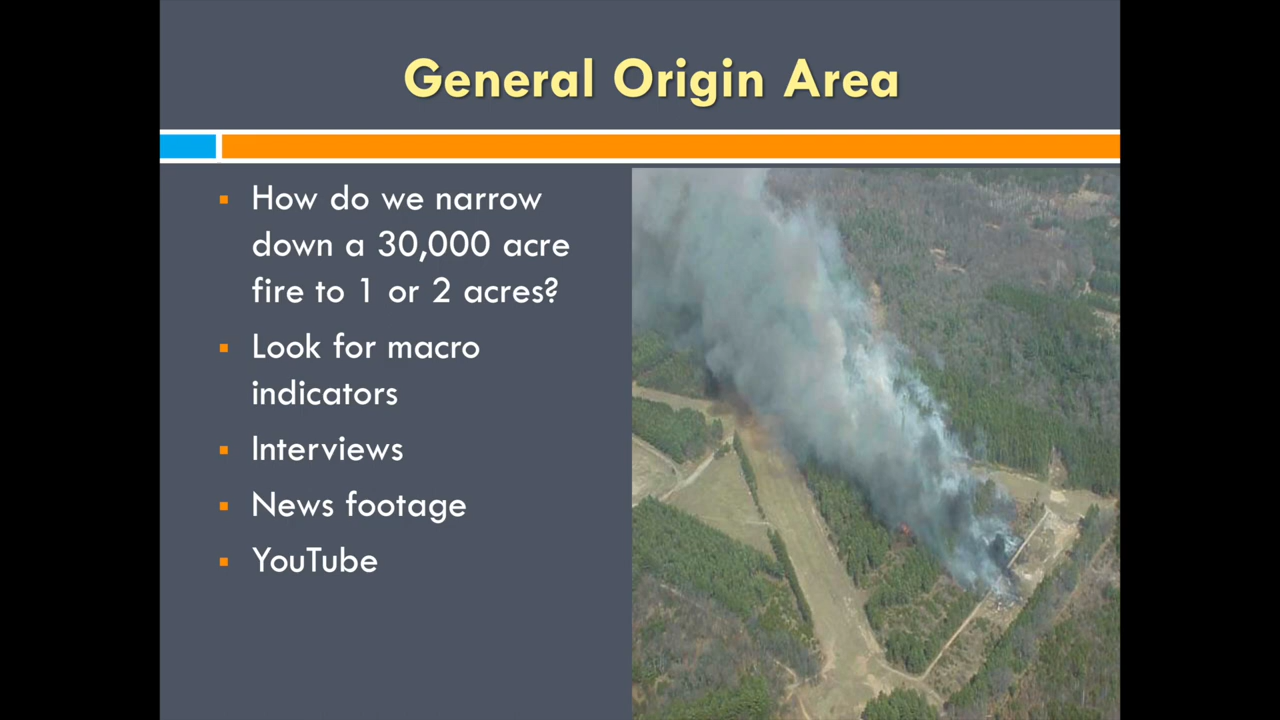 General Origin Area
How do we narrow
down a 30,000 acre
fire to 1 or 2 acres?
Look for macro
indicators
Interviews
News footage
YouTube